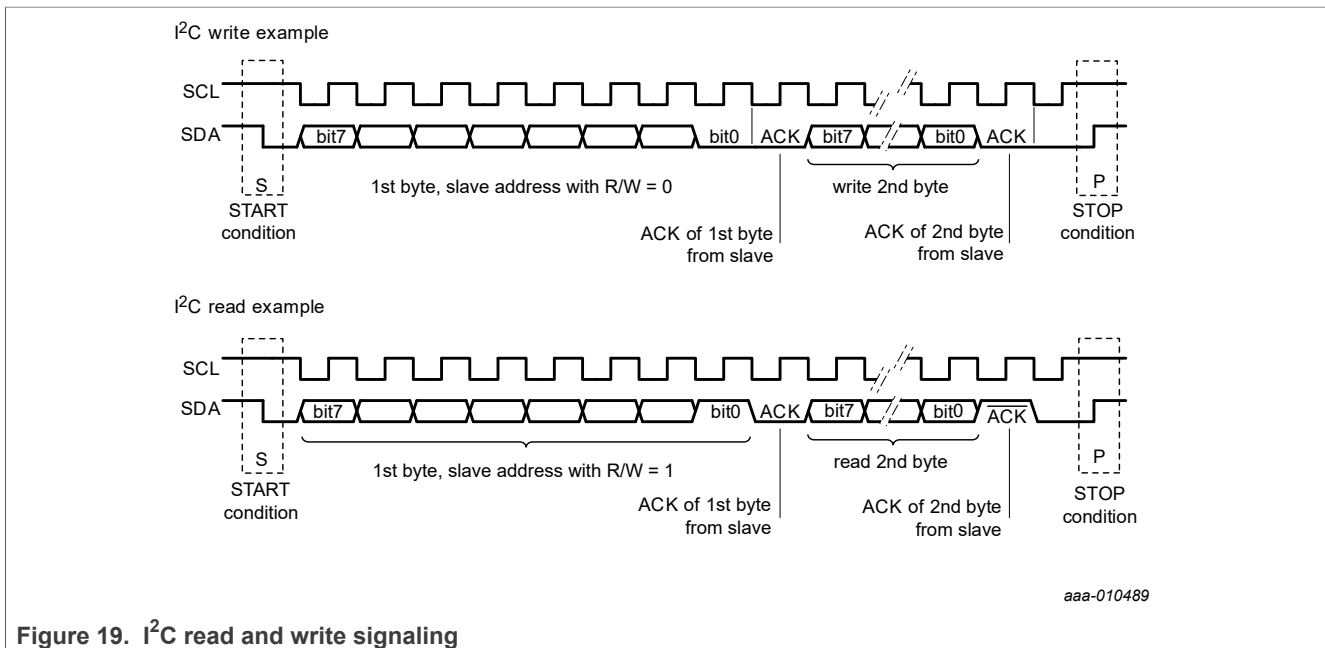 I²C write example
SCL
SDA bit7 bit0 ACK bit7 bit0 ACK
1st byte, slave address with R/W = 0 write 2nd byte
S P
START STOP
condition condition
ACK of 1st byte ACK of 2nd byte
from slave from slave
I²C read example
SCL
SDA bit7 bit0 ACK bit7 bit0 A̅C̅K̅
1st byte, slave address with R/W = 1 read 2nd byte
S P
START STOP
condition condition
ACK of 1st byte ACK of 2nd byte
from slave from slave
aaa-010489
Figure 19. I²C read and write signaling